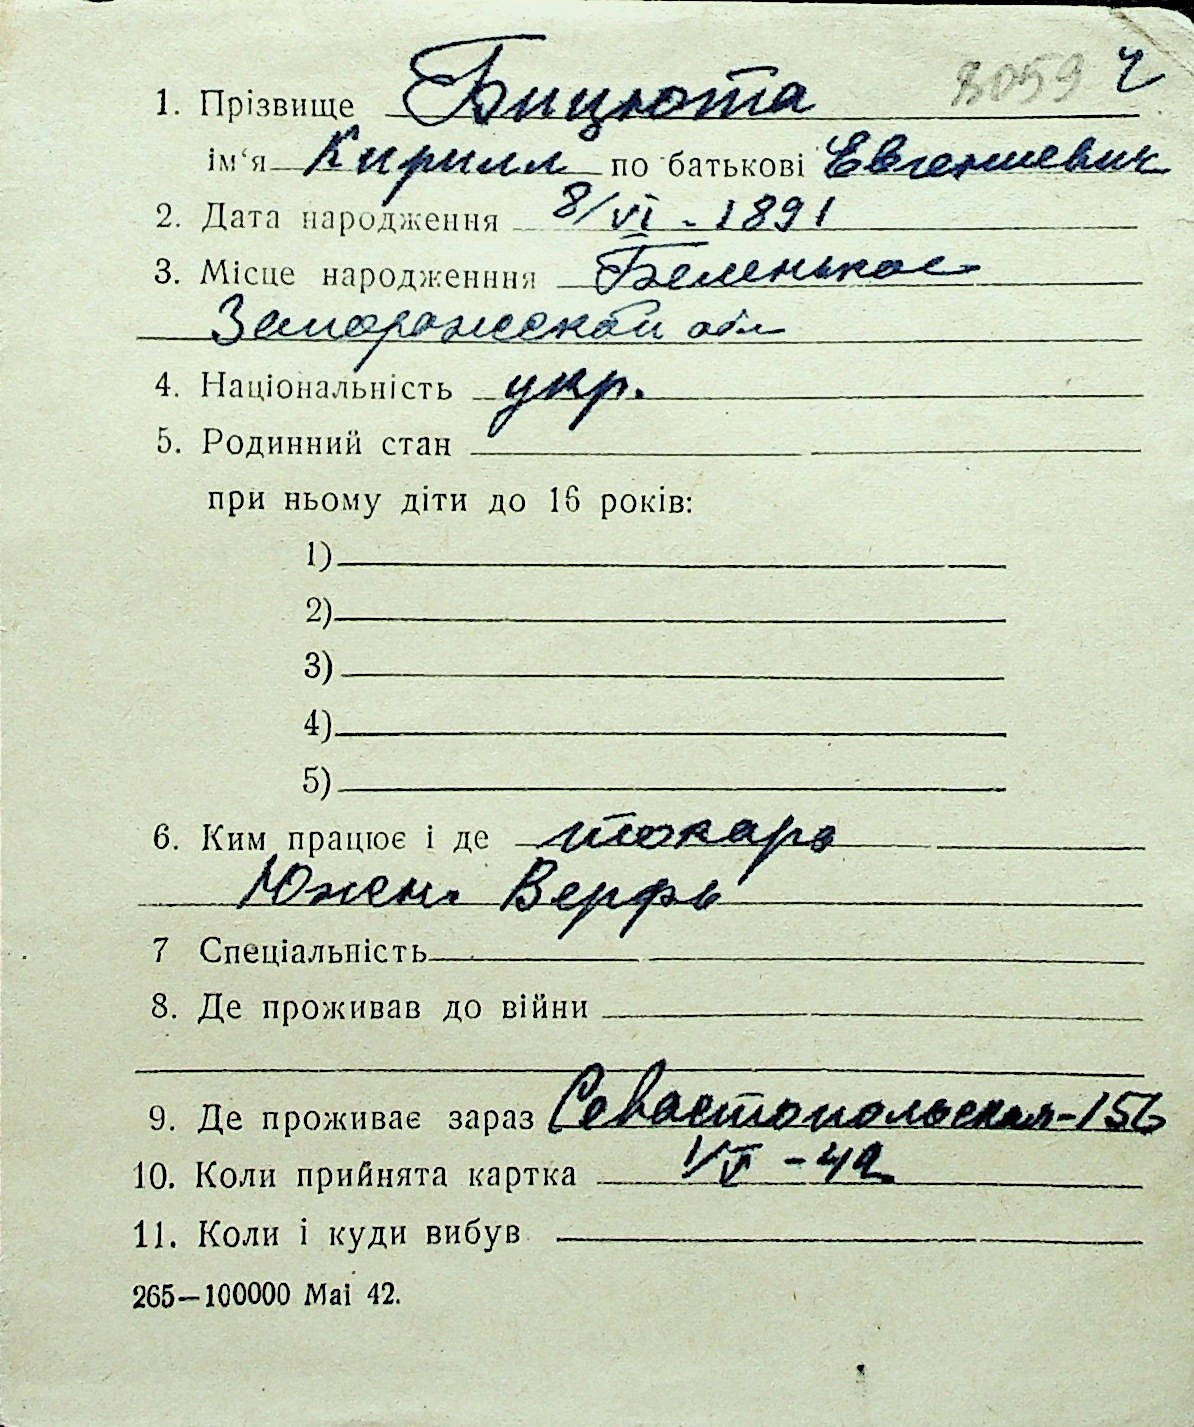 8059 Ч
1. Прізвище Бицюта
ім‘я Кирилл по батькові Евгениевич
2. Дата народження 8/VI - 1891
3. Місце народженння Беленькое
Запорожской обл
4. Національність укр.
5. Родинний стан
при ньому діти до 16 років:
1)
2)
3)
4)
5)
6. Ким працює і де токарь
Южен. Верфь
7 Спеціальність
8. Де проживав до війни
9. Де проживає зараз Севастопольская-156
10. Коли прийнята картка 1/V - 42
11. Коли і куди вибув
265—100000 Mai 42.